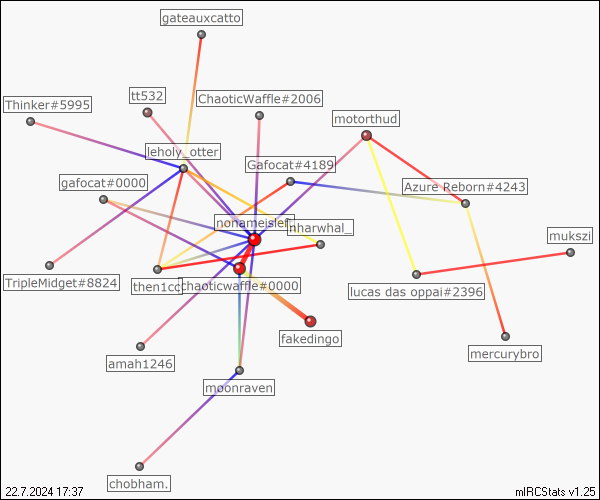 gateauxcatto
tt532
ChaoticWaffle#2006
Thinker#5995
motorthud
leholy_otter
Gafocat#4189
gafocat#0000
Azure Reborn#4243
nonameisleft
nharwhal_
mukszi
TripleMidget#8824
chaoticwaffle#0000
lucas das oppai#2396
fakedingo
mercurybro
amah1246
moonraven
chobham.
22.7.2024 17:37
mIRCStats v1.25